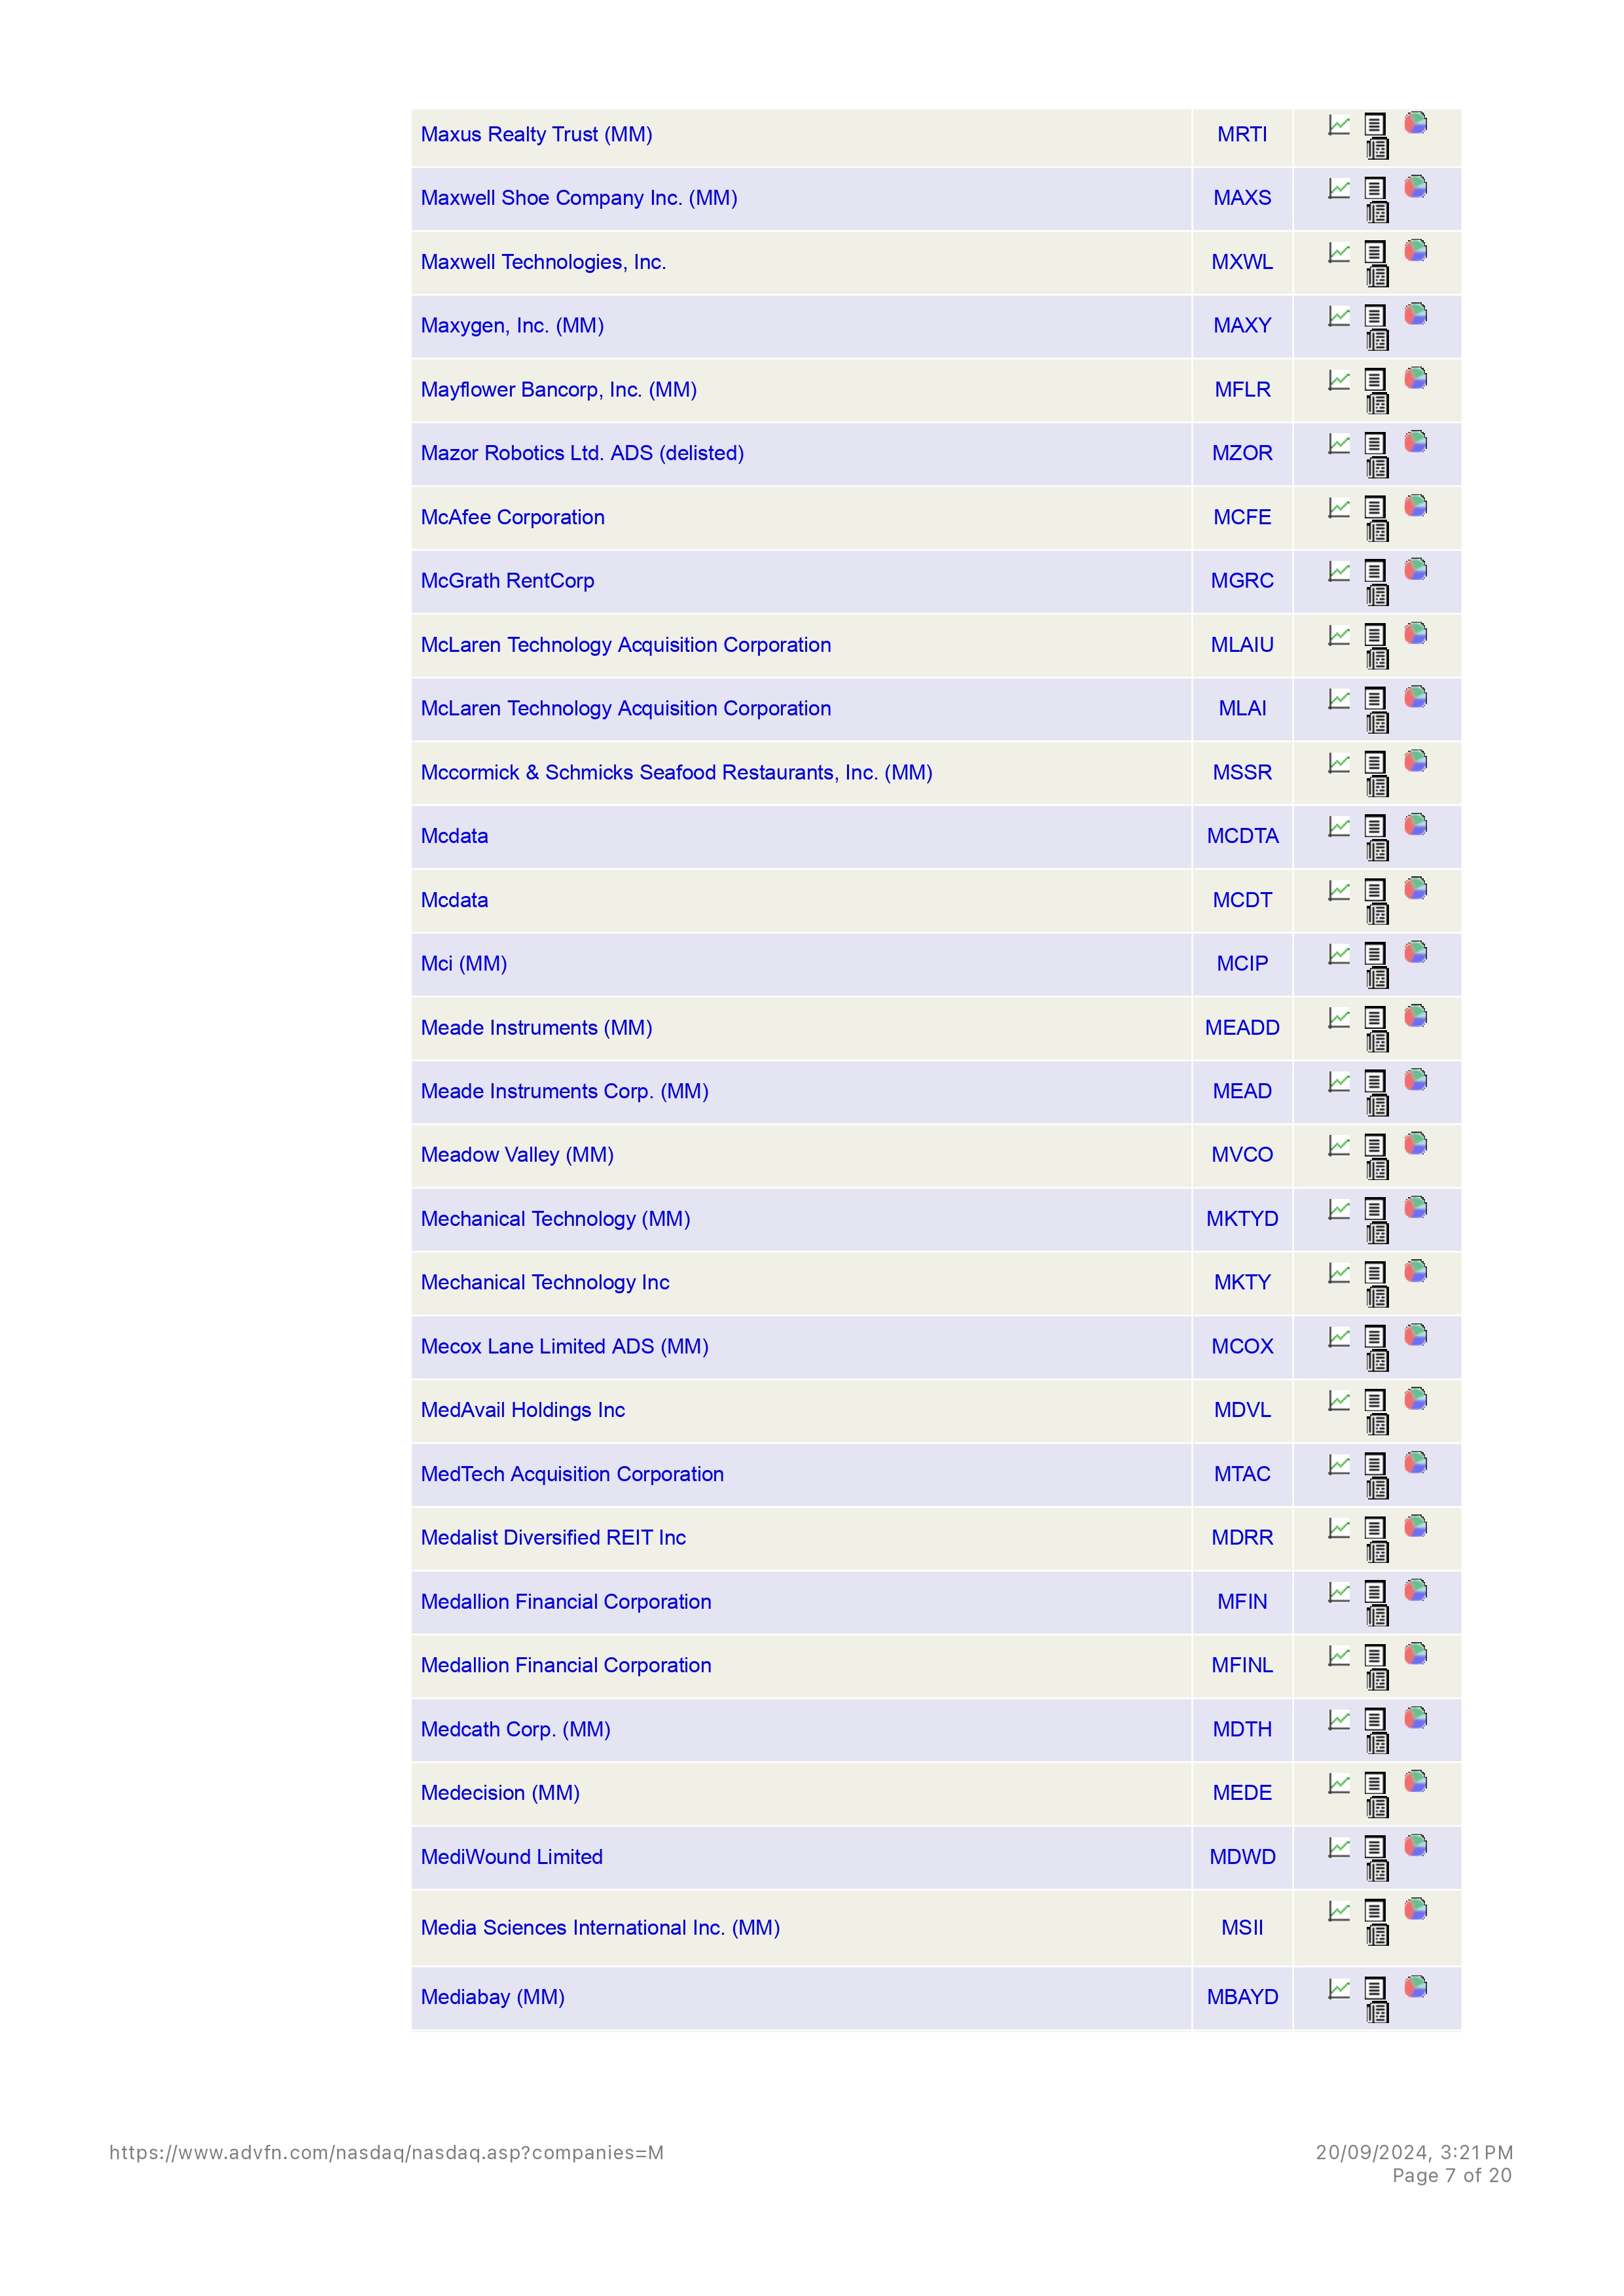 Maxus Realty Trust (MM) MRTI
Maxwell Shoe Company Inc. (MM) MAXS
Maxwell Technologies, Inc. MXWL
Maxygen, Inc. (MM) MAXY
Mayflower Bancorp, Inc. (MM) MFLR
Mazor Robotics Ltd. ADS (delisted) MZOR
McAfee Corporation MCFE
McGrath RentCorp MGRC
McLaren Technology Acquisition Corporation MLAIU
McLaren Technology Acquisition Corporation MLAI
Mccormick & Schmicks Seafood Restaurants, Inc. (MM) MSSR
Mcdata MCDTA
Mcdata MCDT
Mci (MM) MCIP
Meade Instruments (MM) MEADD
Meade Instruments Corp. (MM) MEAD
Meadow Valley (MM) MVCO
Mechanical Technology (MM) MKTYD
Mechanical Technology Inc MKTY
Mecox Lane Limited ADS (MM) MCOX
MedAvail Holdings Inc MDVL
MedTech Acquisition Corporation MTAC
Medalist Diversified REIT Inc MDRR
Medallion Financial Corporation MFIN
Medallion Financial Corporation MFINL
Medcath Corp. (MM) MDTH
Medecision (MM) MEDE
MediWound Limited MDWD
Media Sciences International Inc. (MM) MSII
Mediabay (MM) MBAYD
https://www.advfn.com/nasdaq/nasdaq.asp?companies=M 20/09/2024, 3:21 PM
Page 7 of 20